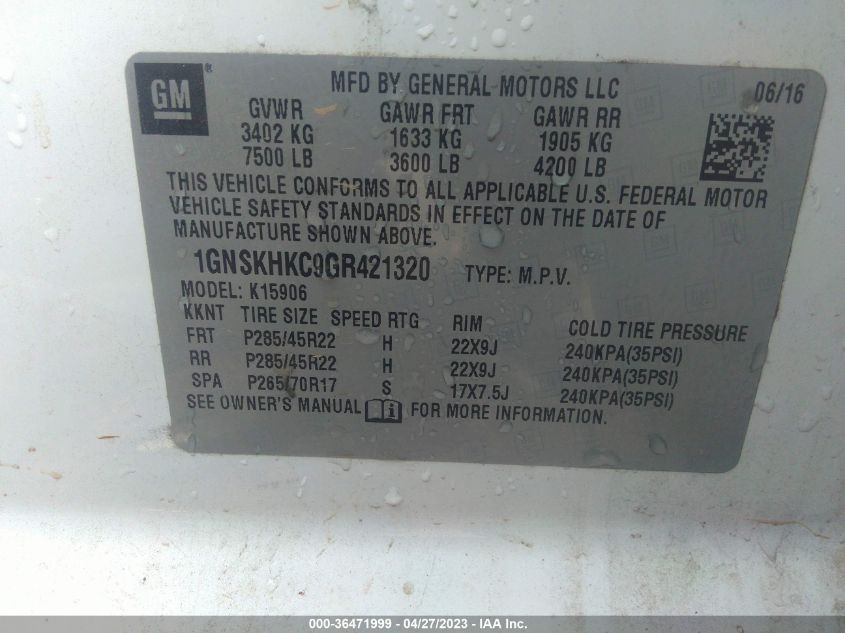 GM ®
MFD BY GENERAL MOTORS LLC 06/16
GVWR GAWR FRT GAWR RR
3402 KG 1633 KG 1905 KG
7500 LB 3600 LB 4200 LB
THIS VEHICLE CONFORMS TO ALL APPLICABLE U.S. FEDERAL MOTOR
VEHICLE SAFETY STANDARDS IN EFFECT ON THE DATE OF
MANUFACTURE SHOWN ABOVE.
1GNSKHKC9GR421320 TYPE: M.P.V.
MODEL: K15906
KKNT TIRE SIZE SPEED RTG RIM COLD TIRE PRESSURE
FRT P285/45R22 H 22X9J 240KPA(35PSI)
RR P285/45R22 H 22X9J 240KPA(35PSI)
SPA P265/70R17 S 17X7.5J 240KPA(35PSI)
SEE OWNER'S MANUAL FOR MORE INFORMATION.
000-36471999 - 04/27/2023 - IAA Inc.